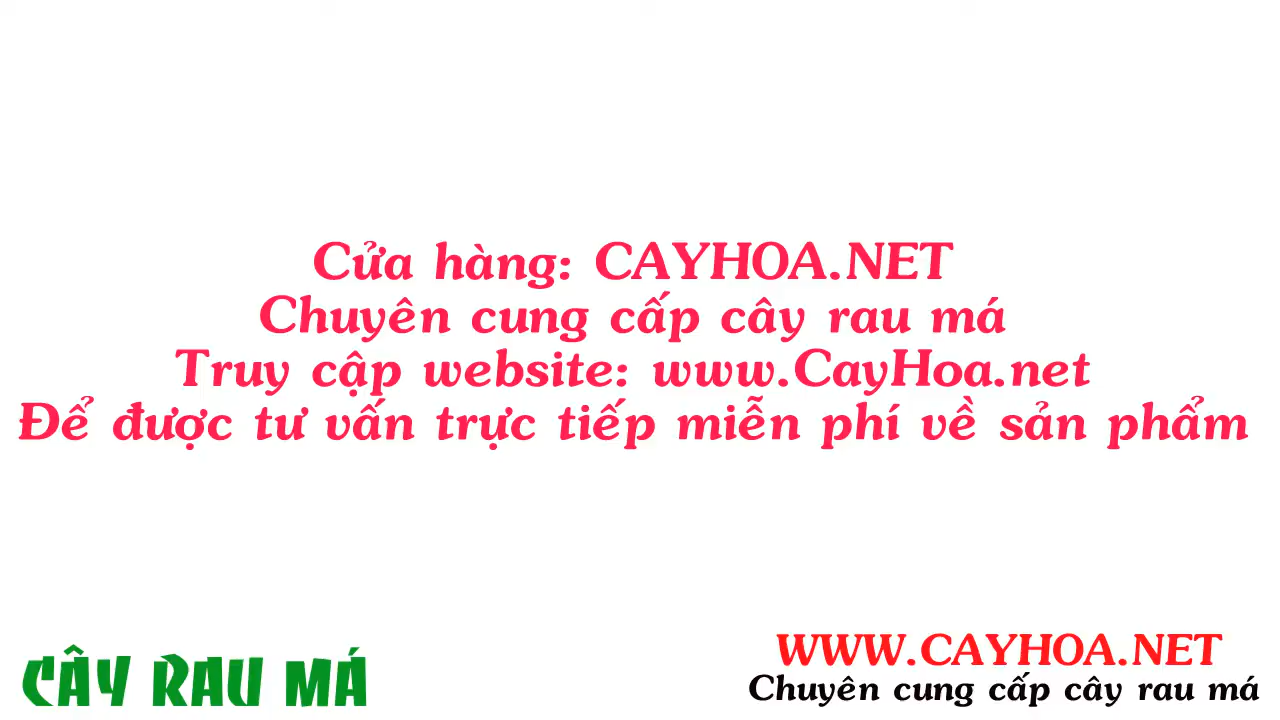 Cửa hàng: CAYHOA.NET
Chuyên cung cấp cây rau má
Truy cập website: www.CayHoa.net
Để được tư vấn trực tiếp miễn phí về sản phẩm
CÂY RAU MÁ
WWW.CAYHOA.NET
Chuyên cung cấp cây rau má